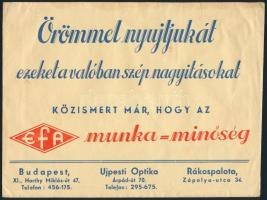 Örömmel nyujtjuk át
ezeket a valóban szép nagyitásokat
KÖZISMERT MÁR, HOGY AZ
EFA munka = minőség
Budapest, Ujpesti Optika Rákospalota,
XI., Horthy Miklós-út 47, Árpád-út 70. Zápolya-utca 34.
Telefon: 456-175. Telefon: 295-675.